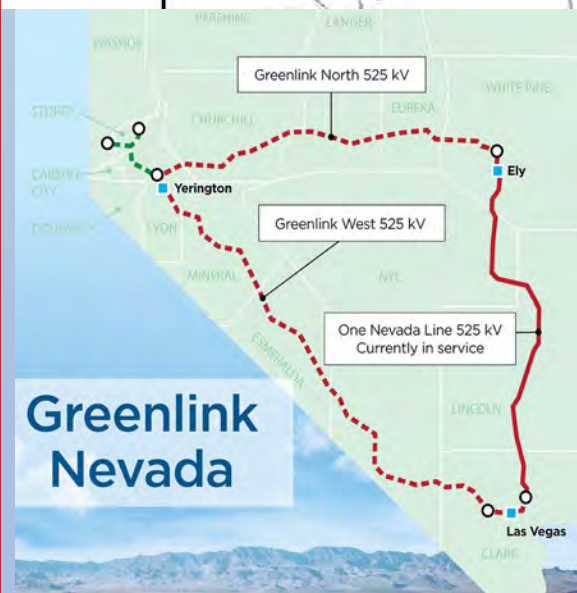 PERSHING
LANDER
WASHOE
Greenlink North 525 kV
WHITE PINE
EUREKA
STOREY
CHURCHILL
CARSON
CITY
Ely
Yerington
DOUGLAS
LYON
Greenlink West 525 kV
MINERAL
NYE
One Nevada Line 525 kV
Currently in service
ESMERALDA
Greenlink
Nevada
LINCOLN
Las Vegas
CLARK